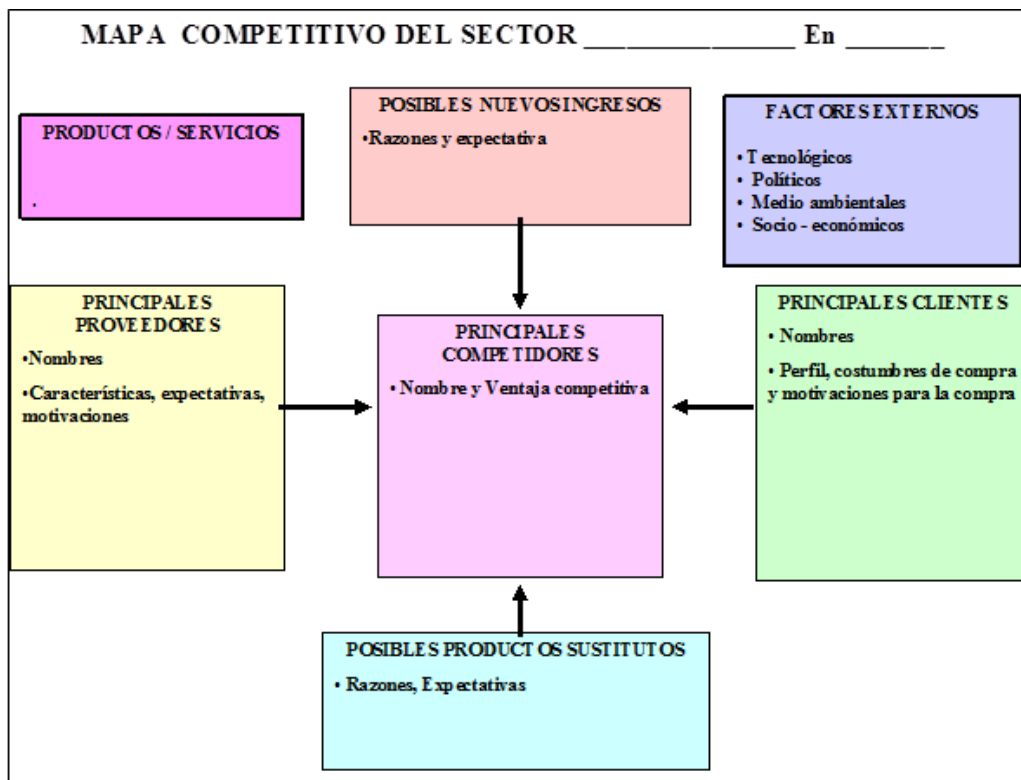 MAPA COMPETITIVO DEL SECTOR _______________ En _______
PRODUCTOS / SERVICIOS
.
POSIBLES NUEVOS INGRESOS
•Razones y expectativa
FACTORES EXTERNOS
• Tecnológicos
• Políticos
• Medio ambientales
• Socio - económicos
PRINCIPALES
PROVEEDORES
•Nombres
•Características, expectativas,
motivaciones
PRINCIPALES
COMPETIDORES
• Nombre y Ventaja competitiva
PRINCIPALES CLIENTES
• Nombres
• Perfil, costumbres de compra
y motivaciones para la compra
POSIBLES PRODUCTOS SUSTITUTOS
• Razones, Expectativas